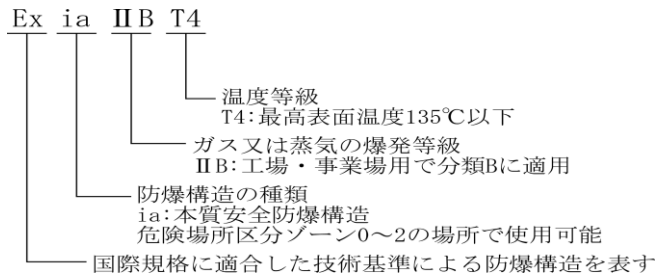 Ex ia ⅡB T4
温度等級
T4:最高表面温度135℃以下
ガス又は蒸気の爆発等級
ⅡB:工場・事業場用で分類Bに適用
防爆構造の種類
ia:本質安全防爆構造
危険場所区分ゾーン0～2の場所で使用可能
国際規格に適合した技術基準による防爆構造を表す